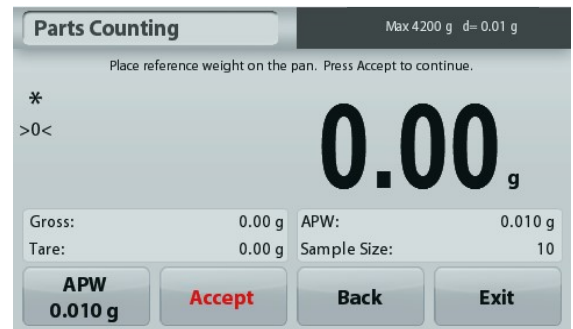 Parts Counting
Max 4200 g d= 0.01 g
Place reference weight on the pan. Press Accept to continue.
*
>0<
0.00 g
Gross: 0.00 g
Tare: 0.00 g
APW: 0.010 g
Sample Size: 10
APW
0.010 g
Accept
Back
Exit